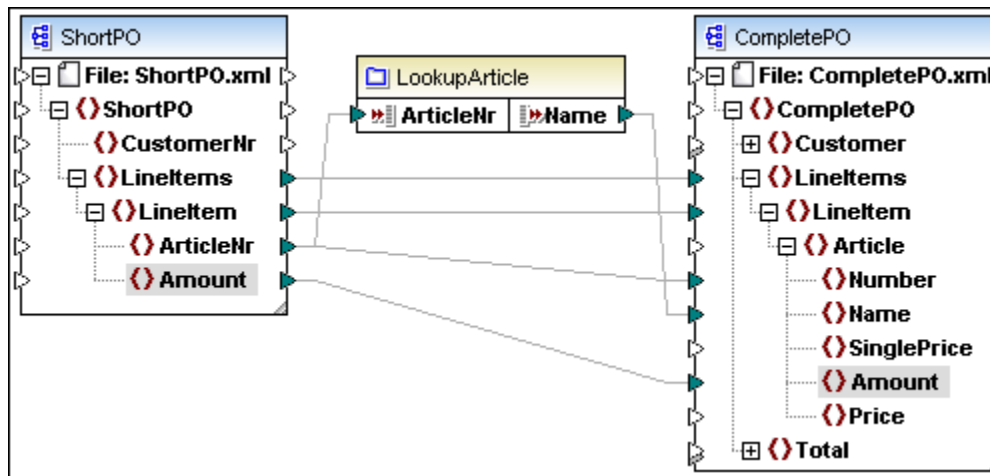 ShortPO
File: ShortPO.xml
ShortPO
CustomerNr
LineItems
LineItem
ArticleNr
Amount
LookupArticle
ArticleNr Name
CompletePO
File: CompletePO.xml
CompletePO
Customer
LineItems
LineItem
Article
Number
Name
SinglePrice
Amount
Price
Total